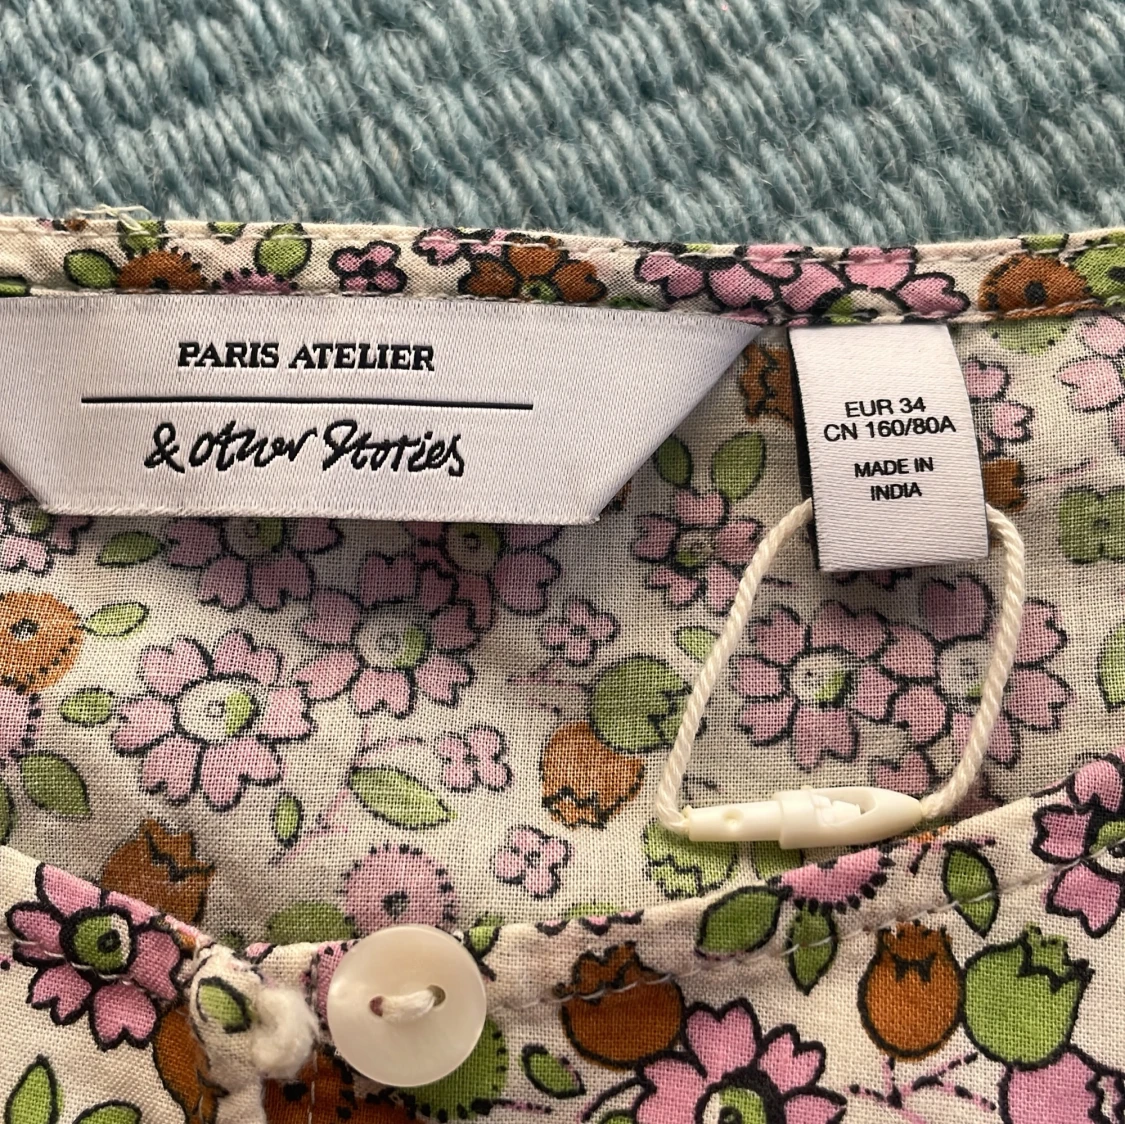 PARIS ATELIER
& Other Stories
EUR 34
CN 160/80A
MADE IN
INDIA